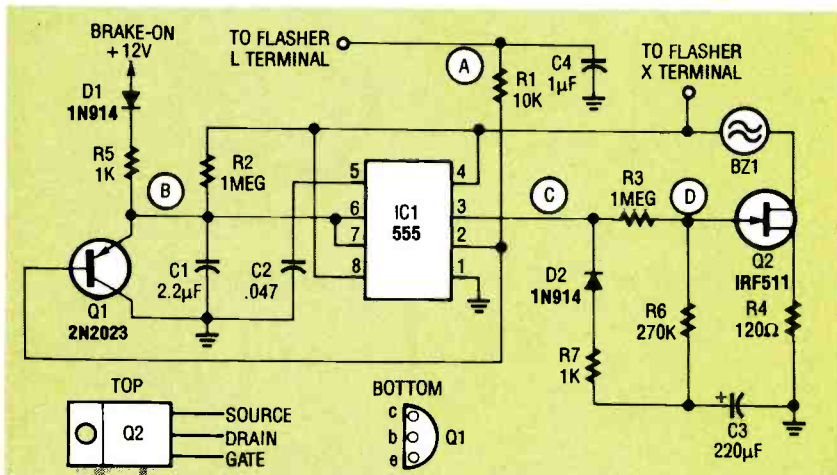 BRAKE-ON
+12V
D1
1N914
R5
1K
B
Q1
2N2023
TO FLASHER
L TERMINAL
A
R1
10K
C4
1µF
TO FLASHER
X TERMINAL
BZ1
R2
1MEG
C1
2.2µF
C2
.047
5
6
7
8
IC1
555
4
3
2
1
C
R3
1MEG
D
D2
1N914
R7
1K
R6
270K
Q2
IRF511
R4
120Ω
C3
220µF
+
TOP
Q2
SOURCE
DRAIN
GATE
BOTTOM
c
b
e
Q1